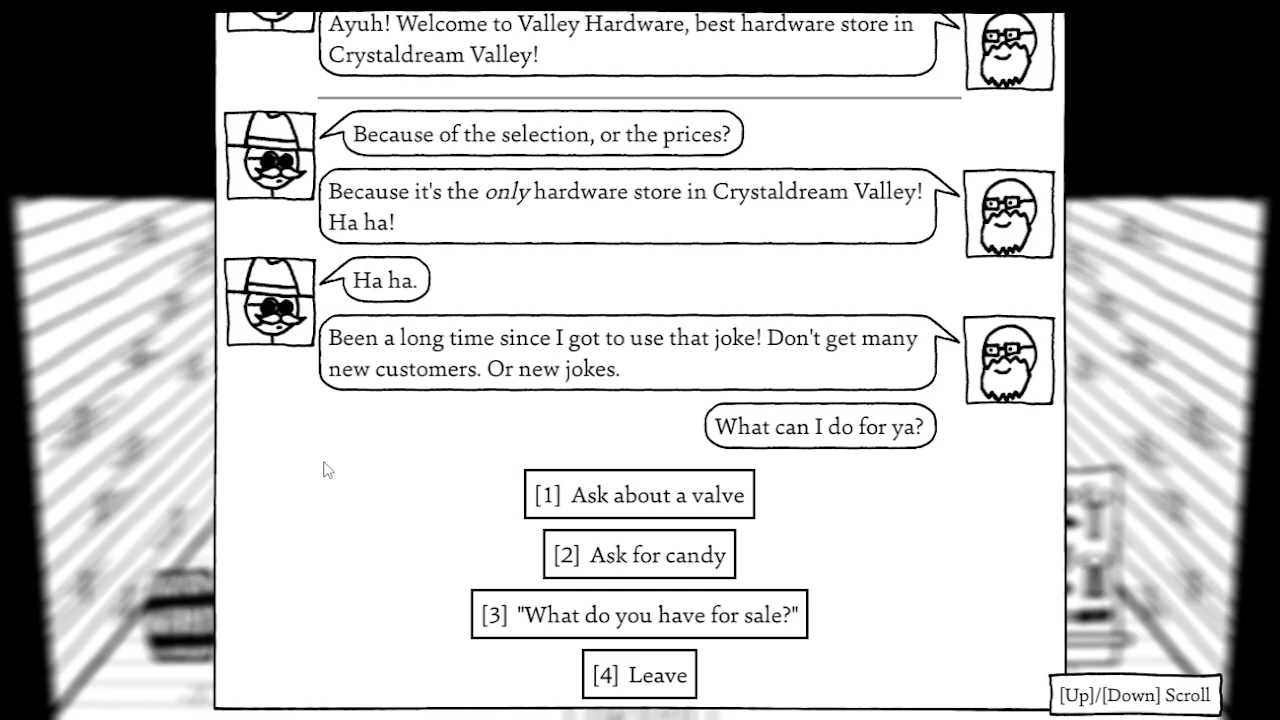 Ayuh! Welcome to Valley Hardware, best hardware store in
Crystaldream Valley!
Because of the selection, or the prices?
Because it's the only hardware store in Crystaldream Valley!
Ha ha!
Ha ha.
Been a long time since I got to use that joke! Don't get many
new customers. Or new jokes.
What can I do for ya?
[1] Ask about a valve
[2] Ask for candy
[3] "What do you have for sale?"
[4] Leave
[Up]/[Down] Scroll